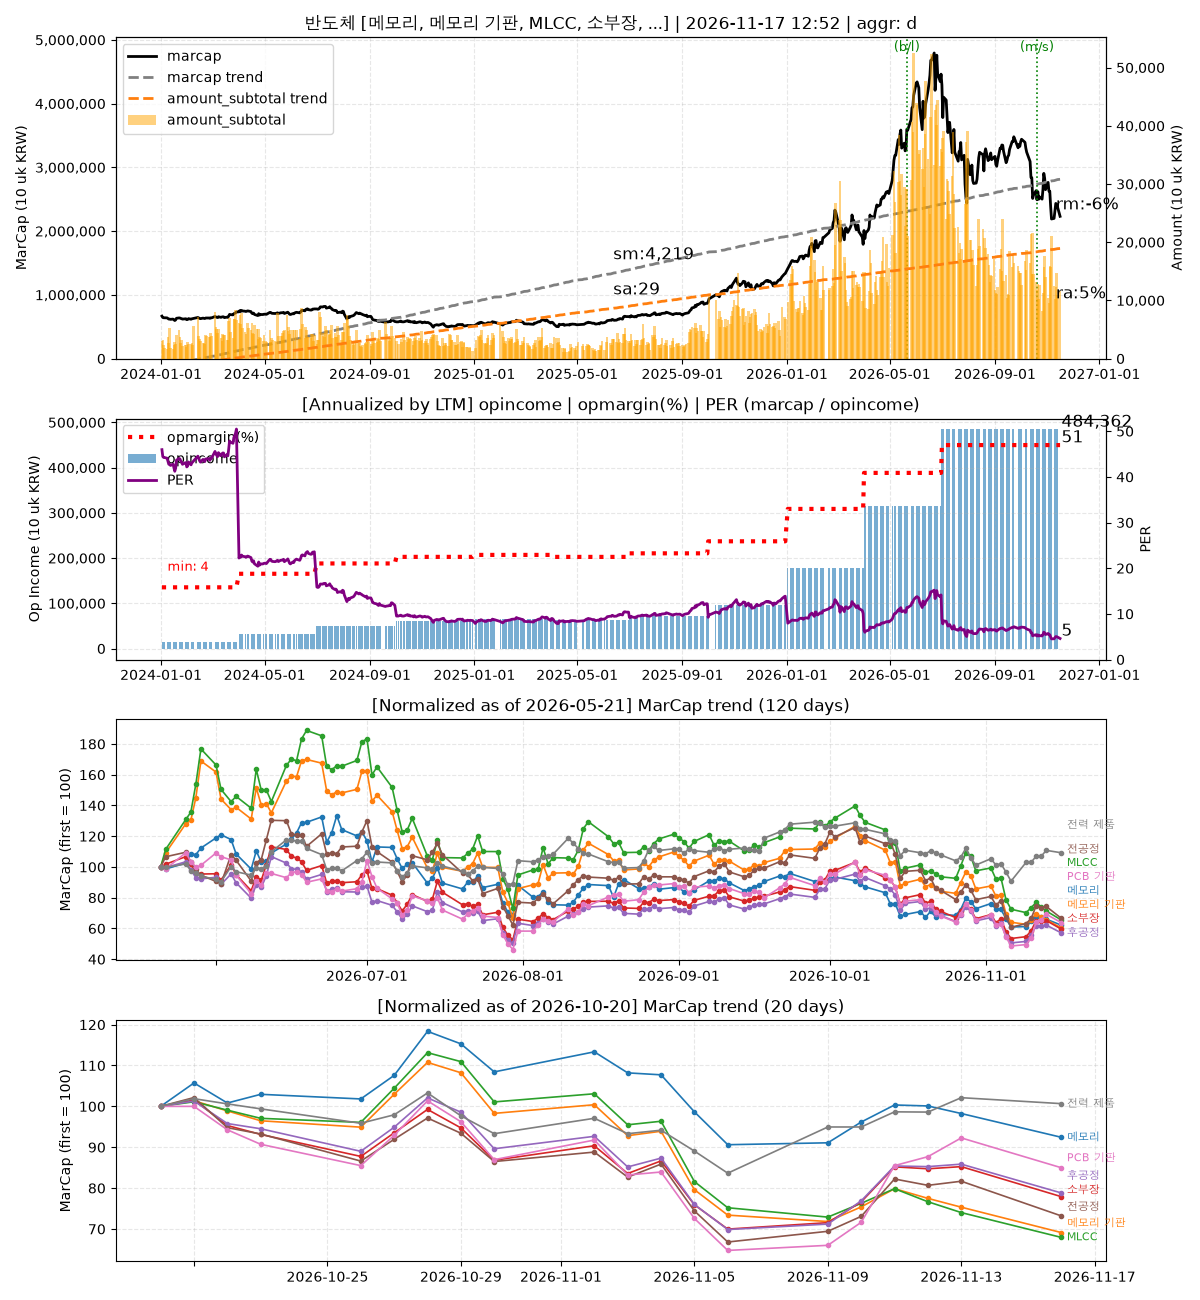 반도체 [메모리, 메모리 기판, MLCC, 소부장, ...] | 2026-11-17 12:52 | aggr: d
MarCap (10 uk KRW)
5,000,000
4,000,000
3,000,000
2,000,000
1,000,000
0
marcap
marcap trend
amount_subtotal trend
amount_subtotal
(b/l)
(m/s)
sm:4,219
sa:29
rm:-6%
ra:5%
50,000
40,000
30,000
20,000
10,000
0
Amount (10 uk KRW)
2024-01-01 2024-05-01 2024-09-01 2025-01-01 2025-05-01 2025-09-01 2026-01-01 2026-05-01 2026-09-01 2027-01-01
[Annualized by LTM] opincome | opmargin(%) | PER (marcap / opincome)
Op Income (10 uk KRW)
500,000
400,000
300,000
200,000
100,000
0
opmargin(%)
opincome
PER
min: 4
484,362
51
5
50
40
30
20
10
0
PER
2024-01-01 2024-05-01 2024-09-01 2025-01-01 2025-05-01 2025-09-01 2026-01-01 2026-05-01 2026-09-01 2027-01-01
[Normalized as of 2026-05-21] MarCap trend (120 days)
MarCap (first = 100)
180
160
140
120
100
80
60
40
전력 제품
전공정
MLCC
PCB 기판
메모리
메모리 기판
소부장
후공정
2026-07-01 2026-08-01 2026-09-01 2026-10-01 2026-11-01
[Normalized as of 2026-10-20] MarCap trend (20 days)
MarCap (first = 100)
120
110
100
90
80
70
전력 제품
메모리
PCB 기판
후공정
소부장
전공정
메모리 기판
MLCC
2026-10-25 2026-10-29 2026-11-01 2026-11-05 2026-11-09 2026-11-13 2026-11-17